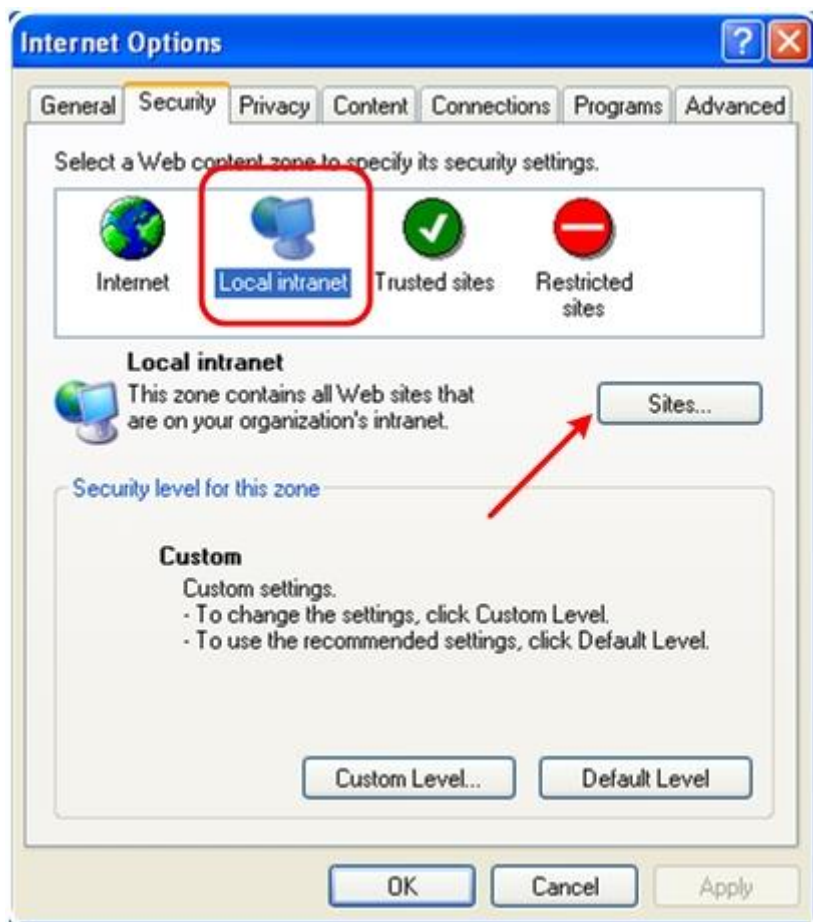 Internet Options
General Security Privacy Content Connections Programs Advanced
Select a Web content zone to specify its security settings.
Internet Local intranet Trusted sites Restricted
sites
Local intranet
This zone contains all Web sites that
are on your organization's intranet.
Sites...
Security level for this zone
Custom
Custom settings.
- To change the settings, click Custom Level.
- To use the recommended settings, click Default Level.
Custom Level... Default Level
OK Cancel Apply